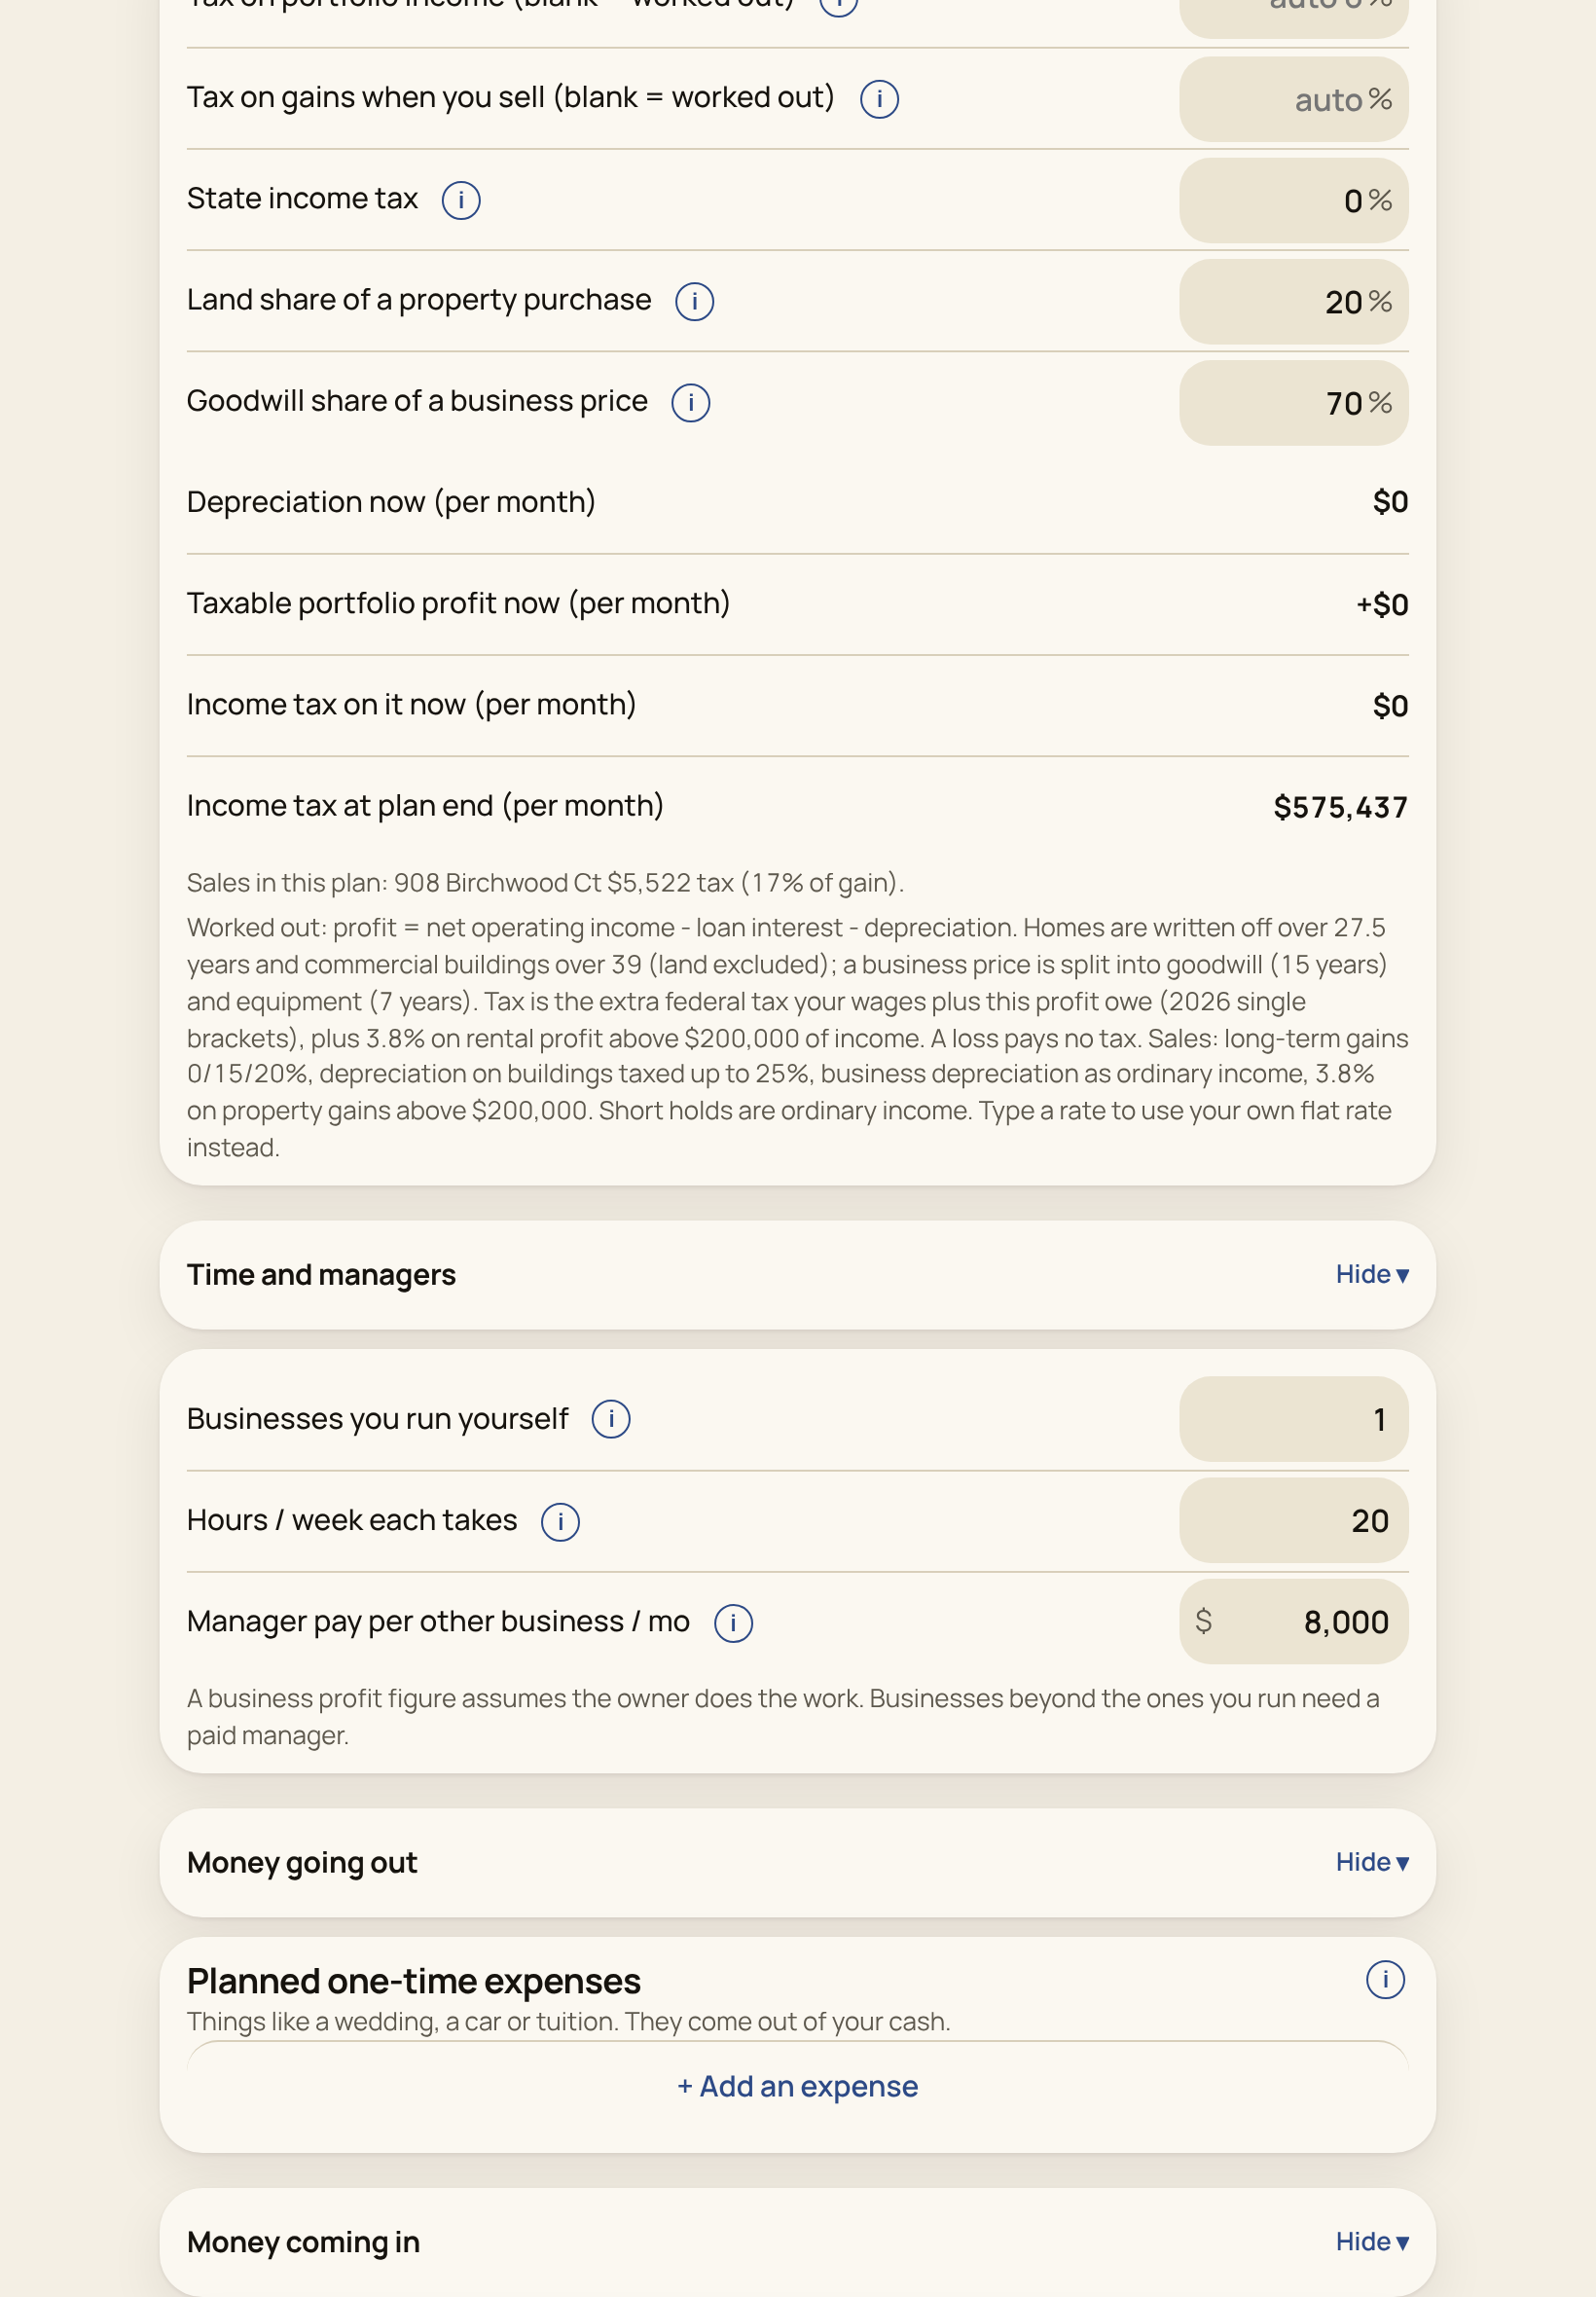 Tax on portfolio income (blank = worked out) i auto 0 %
Tax on gains when you sell (blank = worked out) i auto %
State income tax i 0 %
Land share of a property purchase i 20 %
Goodwill share of a business price i 70 %
Depreciation now (per month) $0
Taxable portfolio profit now (per month) +$0
Income tax on it now (per month) $0
Income tax at plan end (per month) $575,437
Sales in this plan: 908 Birchwood Ct $5,522 tax (17% of gain).
Worked out: profit = net operating income - loan interest - depreciation. Homes are written off over 27.5
years and commercial buildings over 39 (land excluded); a business price is split into goodwill (15 years)
and equipment (7 years). Tax is the extra federal tax your wages plus this profit owe (2026 single
brackets), plus 3.8% on rental profit above $200,000 of income. A loss pays no tax. Sales: long-term gains
0/15/20%, depreciation on buildings taxed up to 25%, business depreciation as ordinary income, 3.8%
on property gains above $200,000. Short holds are ordinary income. Type a rate to use your own flat rate
instead.
Time and managers Hide ▾
Businesses you run yourself i 1
Hours / week each takes i 20
Manager pay per other business / mo i $ 8,000
A business profit figure assumes the owner does the work. Businesses beyond the ones you run need a
paid manager.
Money going out Hide ▾
Planned one-time expenses i
Things like a wedding, a car or tuition. They come out of your cash.
+ Add an expense
Money coming in Hide ▾